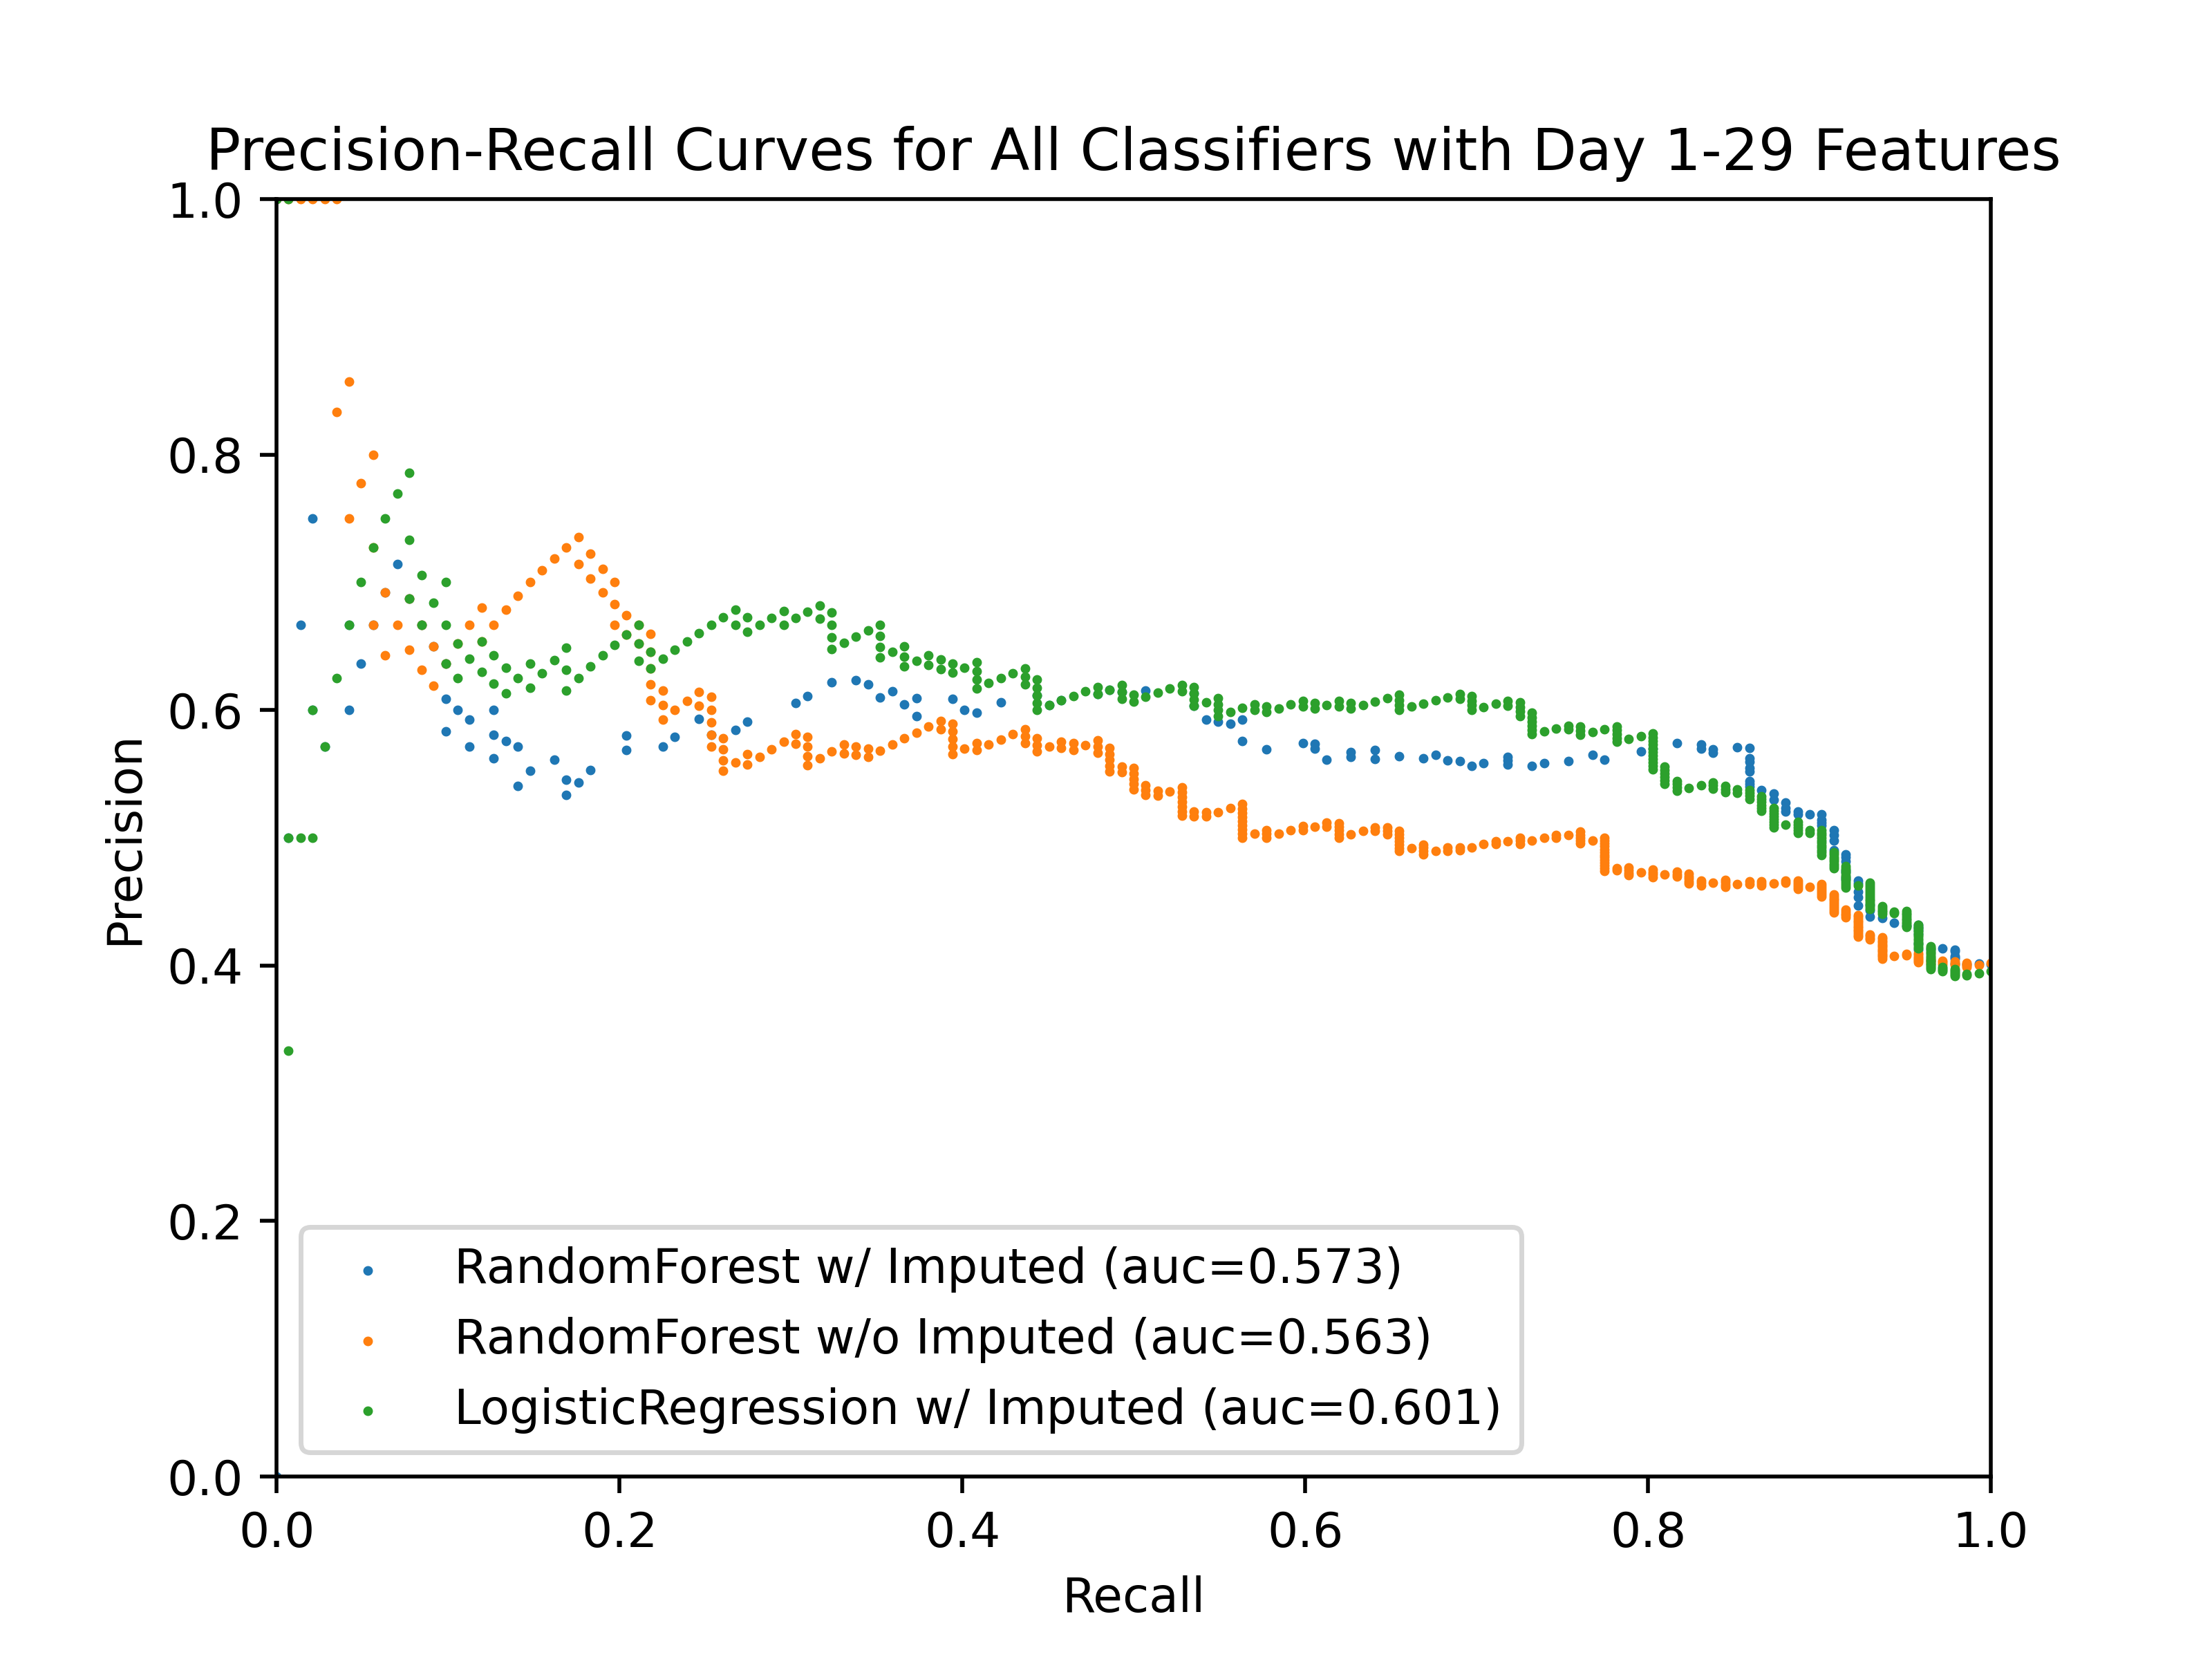 Precision-Recall Curves for All Classifiers with Day 1-29 Features
1.0
0.8
0.6
0.4
0.2
0.0
Precision
RandomForest w/ Imputed (auc=0.573)
RandomForest w/o Imputed (auc=0.563)
LogisticRegression w/ Imputed (auc=0.601)
0.0 0.2 0.4 0.6 0.8 1.0
Recall